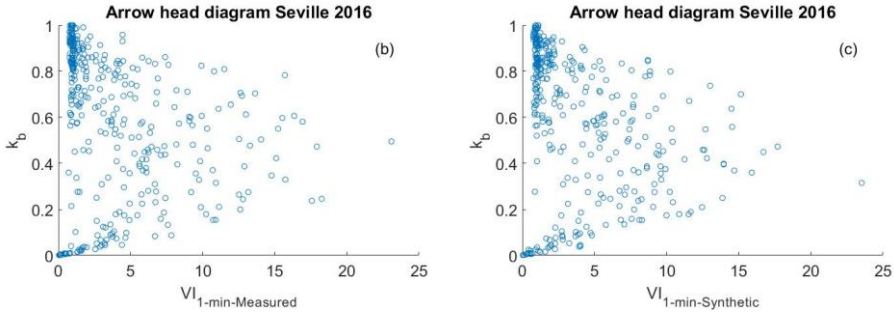 Arrow head diagram Seville 2016
(b)
1
0.8
0.6
0.4
0.2
0
k_b
0 5 10 15 20 25
VI_1-min-Measured
Arrow head diagram Seville 2016
(c)
1
0.8
0.6
0.4
0.2
0
k_b
0 5 10 15 20 25
VI_1-min-Synthetic